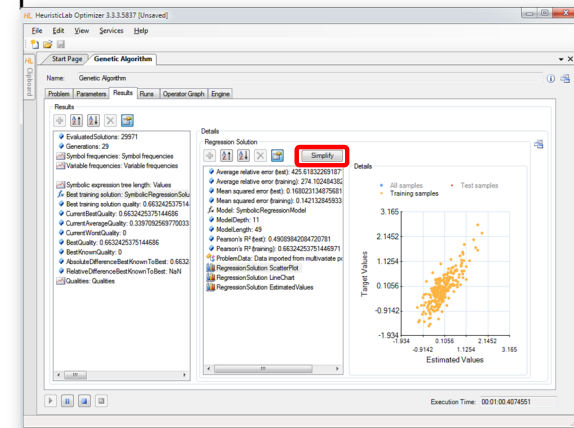 HeuristicLab Optimizer 3.3.3.5837 [Unsaved]
File Edit View Services Help
Start Page Genetic Algorithm
Clipboard
Name: Genetic Algorithm
Problem Parameters Results Runs Operator Graph Engine
Results
EvaluatedSolutions: 29971
Generations: 29
Symbol frequencies: Symbol frequencies
Variable frequencies: Variable frequencies
Symbolic expression tree length: Values
Best training solution: SymbolicRegressionSolu
Best training solution quality: 0.663242537514
CurrentBestQuality: 0.66324253751446​86
CurrentAverageQuality: 0.3397092569770033
CurrentWorstQuality: 0
BestQuality: 0.6632425375144686
BestKnownQuality: 0
AbsoluteDifferenceBestKnownToBest: 0.6632
RelativeDifferenceBestKnownToBest: NaN
Qualities: Qualities
Details
Regression Solution
Simplify
Average relative error (test): 425.61832269187
Average relative error (training): 274.102484382
Mean squared error (test): 0.168023134875681
Mean squared error (training): 0.142132845933
Model: SymbolicRegressionModel
ModelDepth: 11
ModelLength: 49
Pearson's R² (test): 0.49089842084720781
Pearson's R² (training): 0.66324253751446971
ProblemData: Data imported from multivariate p
RegressionSolution ScatterPlot
RegressionSolution LineChart
RegressionSolution EstimatedValues
Details
All samples Test samples
Training samples
Target Values
3.165
2.1452
1.1254
0.1056
-0.9142
-1.934
-1.934 0.1056 2.1452
-0.9142 1.1254 3.165
Estimated Values
Execution Time: 00:01:00.4074551